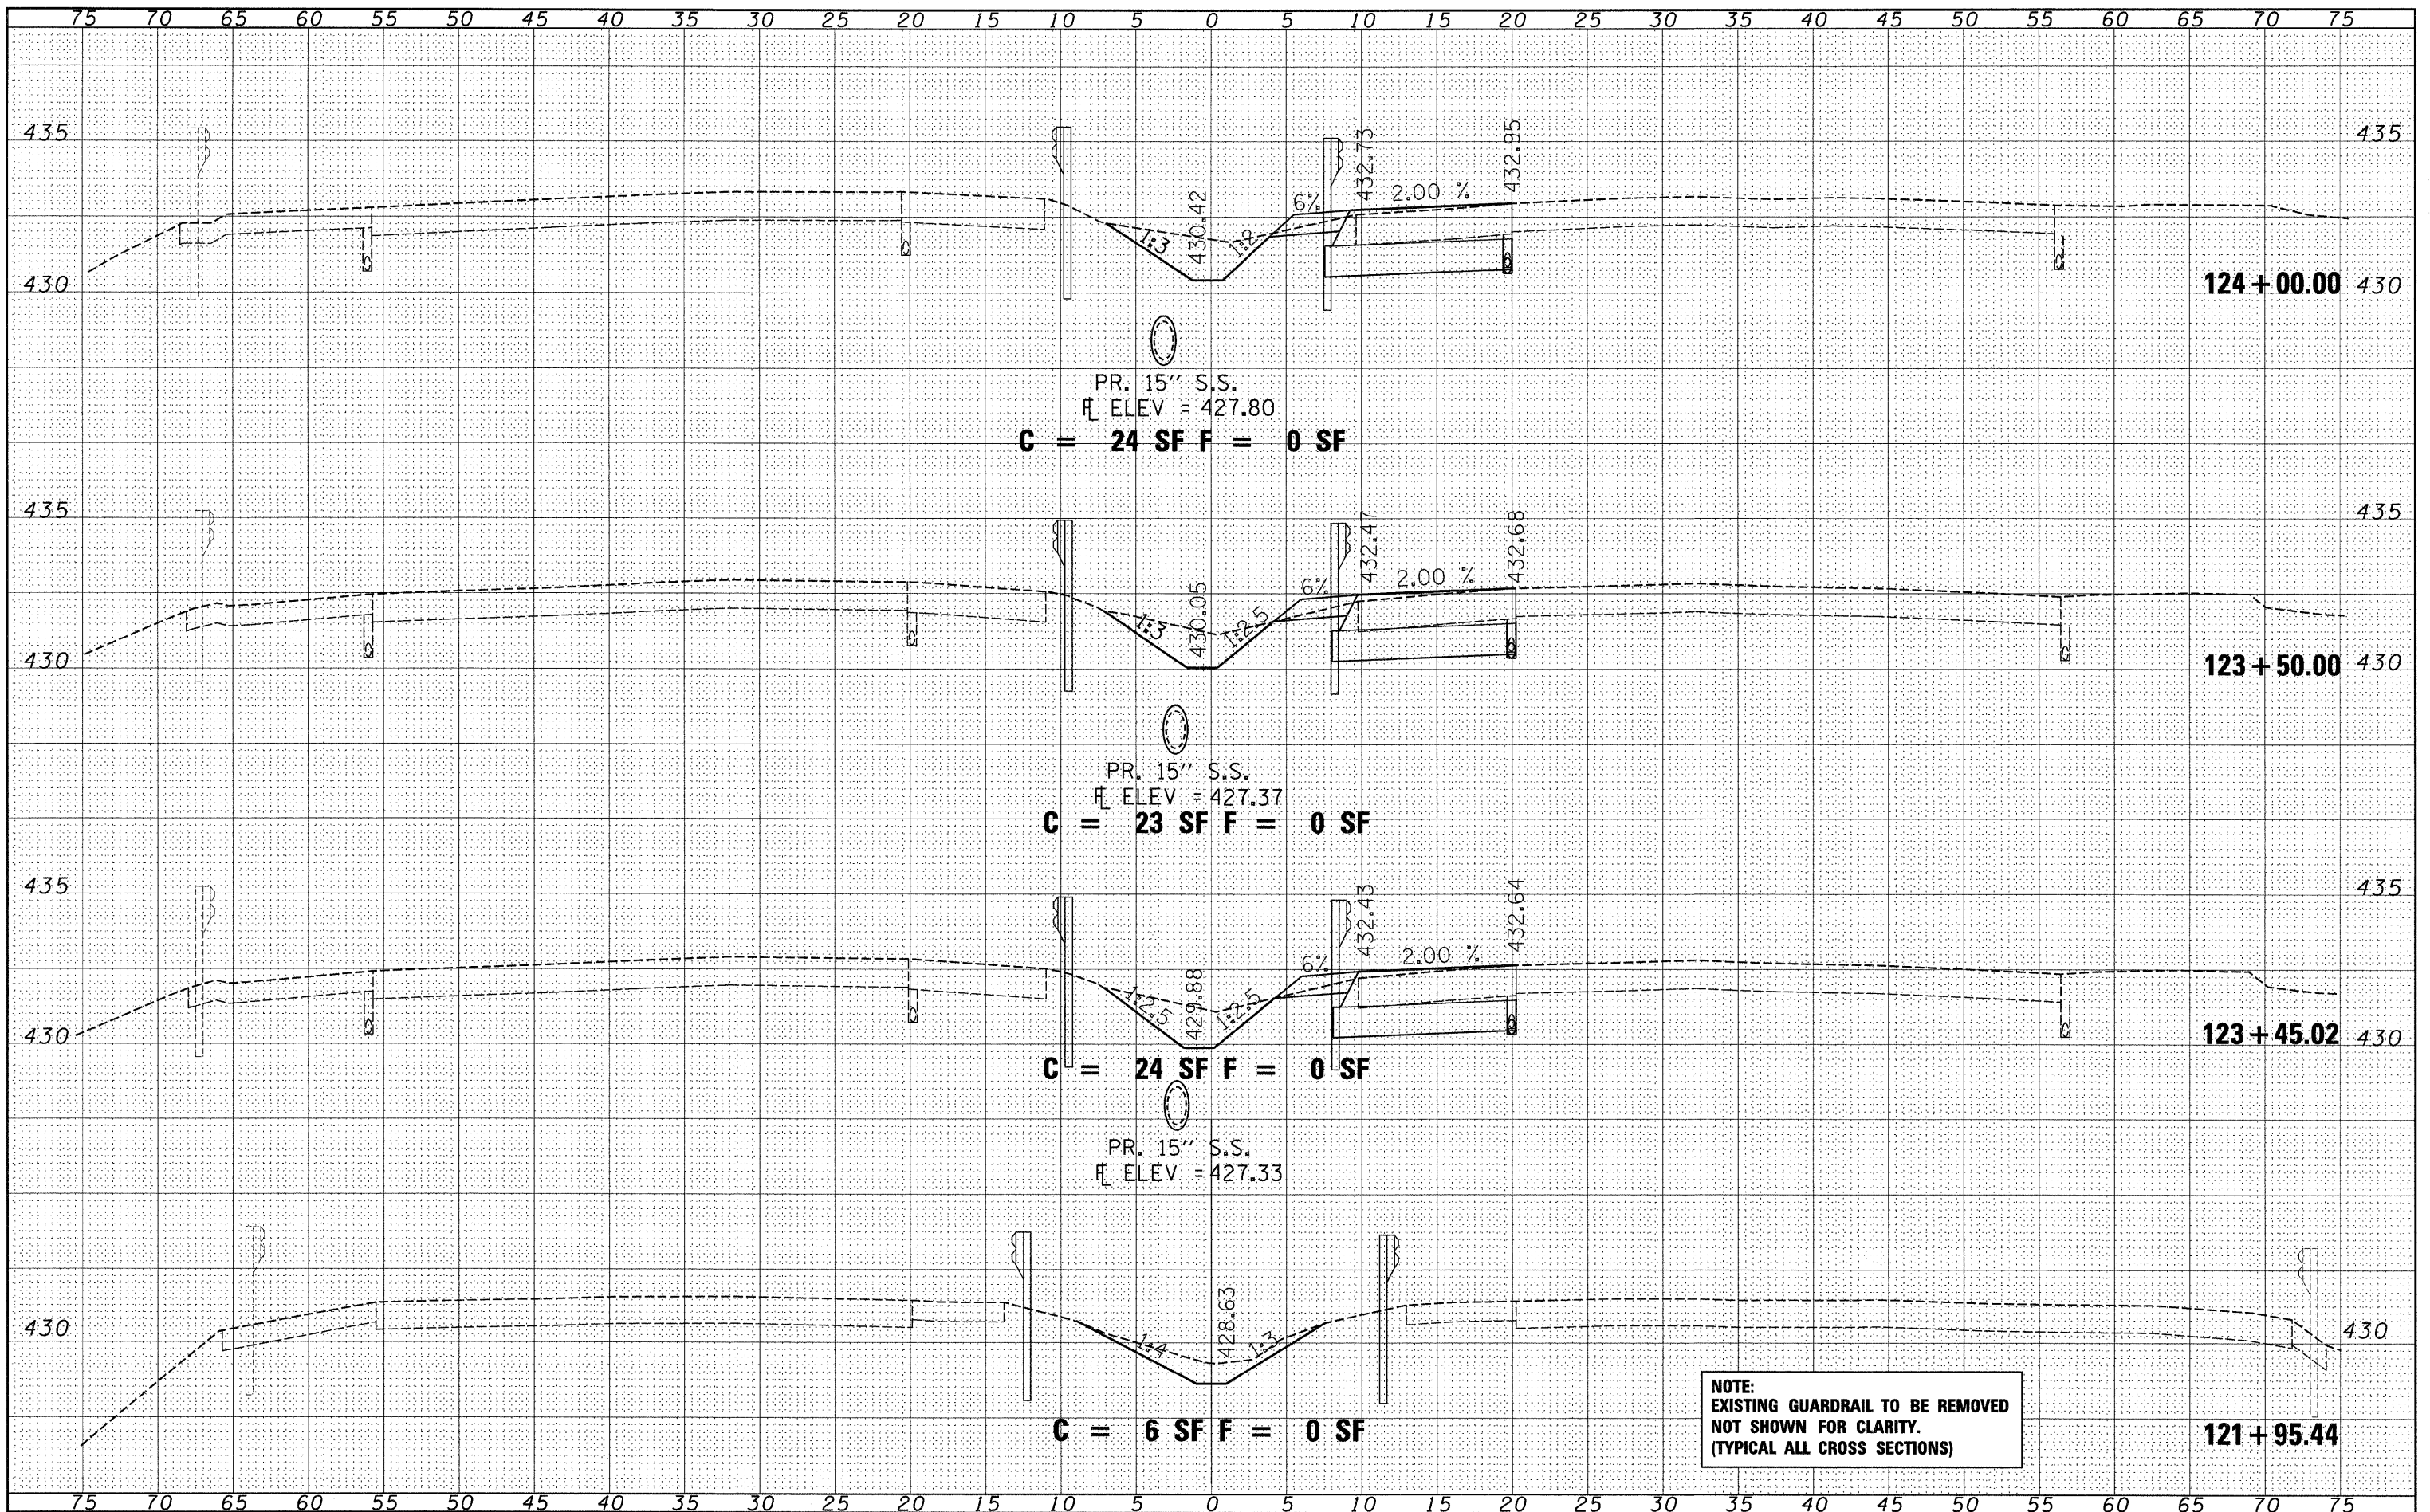 75 70 65 60 55 50 45 40 35 30 25 20 15 10 5 0 5 10 15 20 25 30 35 40 45 50 55 60 65 70 75
435 435
432.73
432.95
430.42
6% 2.00 %
1:3 1:2
430 124+00.00 430
PR. 15" S.S.
FL ELEV = 427.80
C = 24 SF F = 0 SF
435 435
432.47
432.68
430.05
6% 2.00 %
1:3 1:2.5
430 123+50.00 430
PR. 15" S.S.
FL ELEV = 427.37
C = 23 SF F = 0 SF
435 435
432.43
432.64
429.88
6% 2.00 %
1:2.5 1:2.5
430 123+45.02 430
C = 24 SF F = 0 SF
PR. 15" S.S.
FL ELEV = 427.33
428.63
430 430
1:4 1:3
NOTE:
EXISTING GUARDRAIL TO BE REMOVED
NOT SHOWN FOR CLARITY.
(TYPICAL ALL CROSS SECTIONS)
C = 6 SF F = 0 SF
121+95.44
75 70 65 60 55 50 45 40 35 30 25 20 15 10 5 0 5 10 15 20 25 30 35 40 45 50 55 60 65 70 75